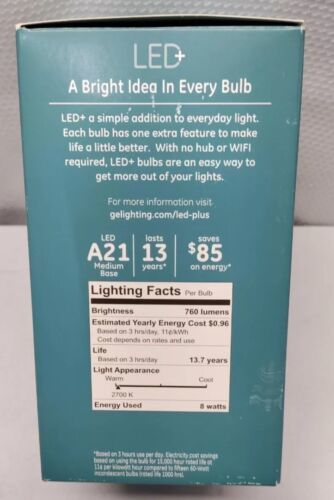 LED+
A Bright Idea In Every Bulb
LED+ a simple addition to everyday light.
Each bulb has one extra feature to make
life a little better. With no hub or WIFI
required, LED+ bulbs are an easy way to
get more out of your lights.
For more information visit
gelighting.com/led-plus
LED
A21
Medium
Base
lasts
13
years*
saves
$85
on energy*
Lighting Facts Per Bulb
Brightness 760 lumens
Estimated Yearly Energy Cost $0.96
Based on 3 hrs/day, 11¢/kWh
Cost depends on rates and use
Life
Based on 3 hrs/day 13.7 years
Light Appearance
Warm Cool
2700 K
Energy Used 8 watts
*Based on 3 hours use per day. Electricity cost savings
based on using the bulb for 15,000 hour rated life at
11¢ per kilowatt hour compared to fifteen 60-Watt
incandescent bulbs (rated life 1000 hrs).